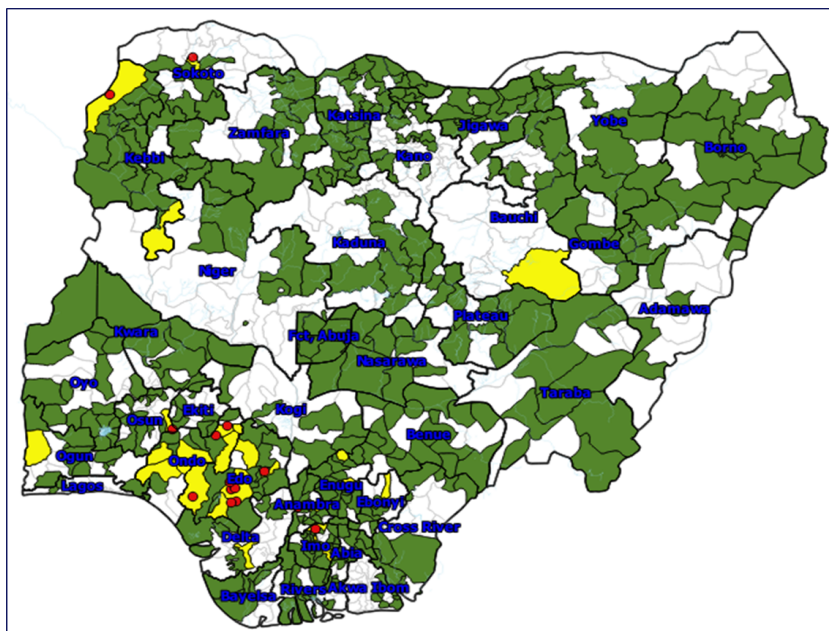 Sokoto
Zamfara
Katsina
Jigawa
Yobe
Borno
Kebbi
Kano
Bauchi
Gombe
Kaduna
Niger
Adamawa
Kwara
Fct, Abuja
Plateau
Nasarawa
Oyo
Taraba
Osun
Ekiti
Kogi
Benue
Ogun
Ondo
Edo
Lagos
Enugu
Anambra
Ebonyi
Cross River
Delta
Imo
Abia
Bayelsa
Rivers
Akwa Ibom